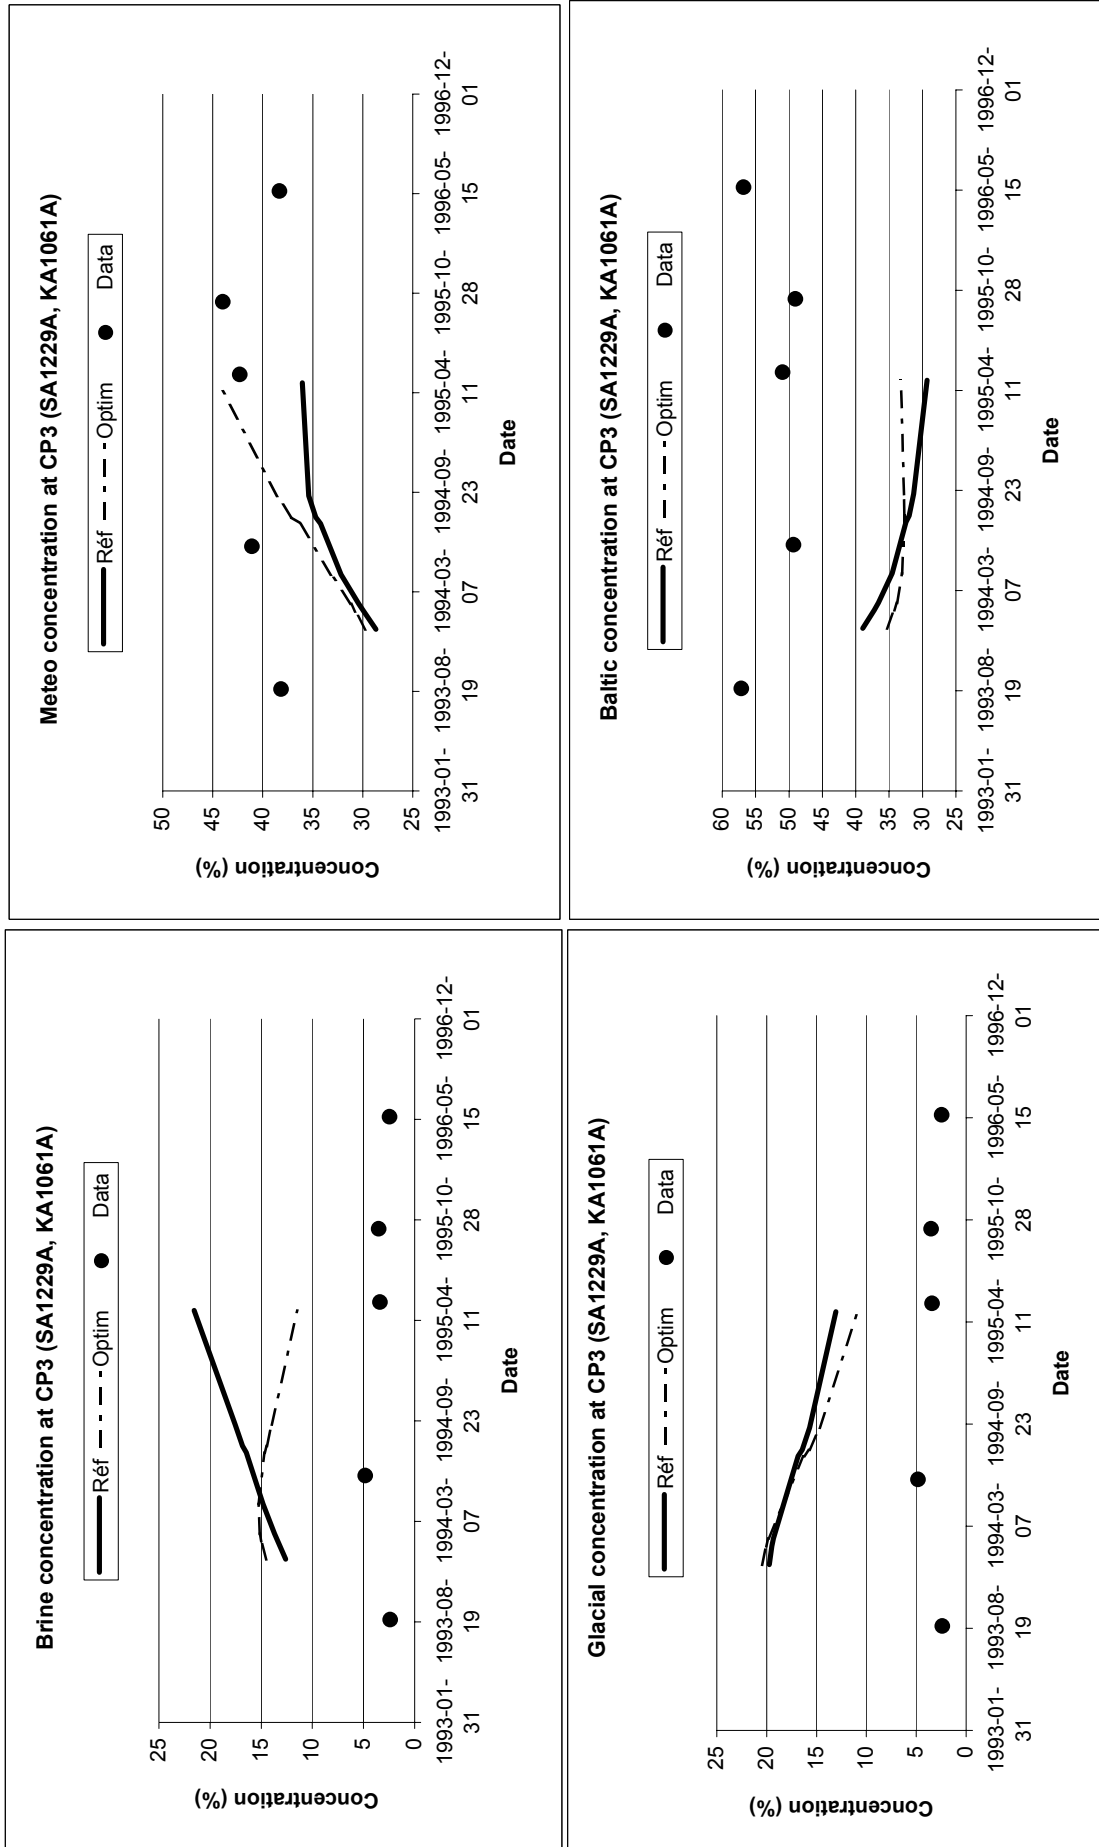 Brine concentration at CP3 (SA1229A, KA1061A)
Réf Optim Data
25
20
15
10
5
0
Concentration (%)
1993-01- 1993-08- 1994-03- 1994-09- 1995-04- 1995-10- 1996-05- 1996-12-
31 19 07 23 11 28 15 01
Date
Meteo concentration at CP3 (SA1229A, KA1061A)
Réf Optim Data
50
45
40
35
30
25
Concentration (%)
1993-01- 1993-08- 1994-03- 1994-09- 1995-04- 1995-10- 1996-05- 1996-12-
31 19 07 23 11 28 15 01
Date
Glacial concentration at CP3 (SA1229A, KA1061A)
Réf Optim Data
25
20
15
10
5
0
Concentration (%)
1993-01- 1993-08- 1994-03- 1994-09- 1995-04- 1995-10- 1996-05- 1996-12-
31 19 07 23 11 28 15 01
Date
Baltic concentration at CP3 (SA1229A, KA1061A)
Réf Optim Data
60
55
50
45
40
35
30
25
Concentration (%)
1993-01- 1993-08- 1994-03- 1994-09- 1995-04- 1995-10- 1996-05- 1996-12-
31 19 07 23 11 28 15 01
Date